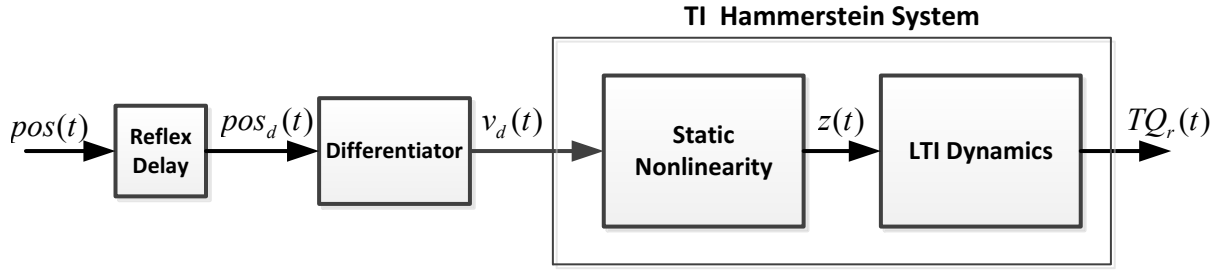 TI Hammerstein System
pos(t)
Reflex
Delay
pos_d(t)
Differentiator
v_d(t)
Static
Nonlinearity
z(t)
LTI Dynamics
TQ_r(t)